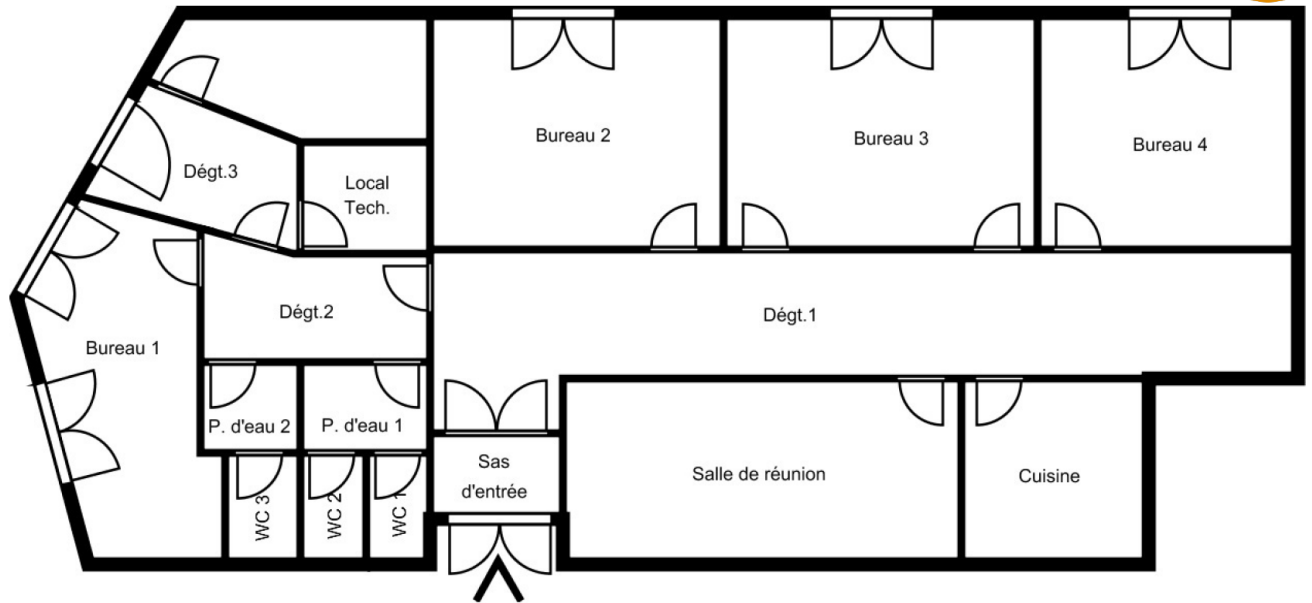 Bureau 2
Bureau 3
Bureau 4
Dégt.3
Local
Tech.
Dégt.2
Dégt.1
Bureau 1
P. d'eau 2
P. d'eau 1
Sas
d'entrée
Salle de réunion
Cuisine
WC 3
WC 2
WC 1